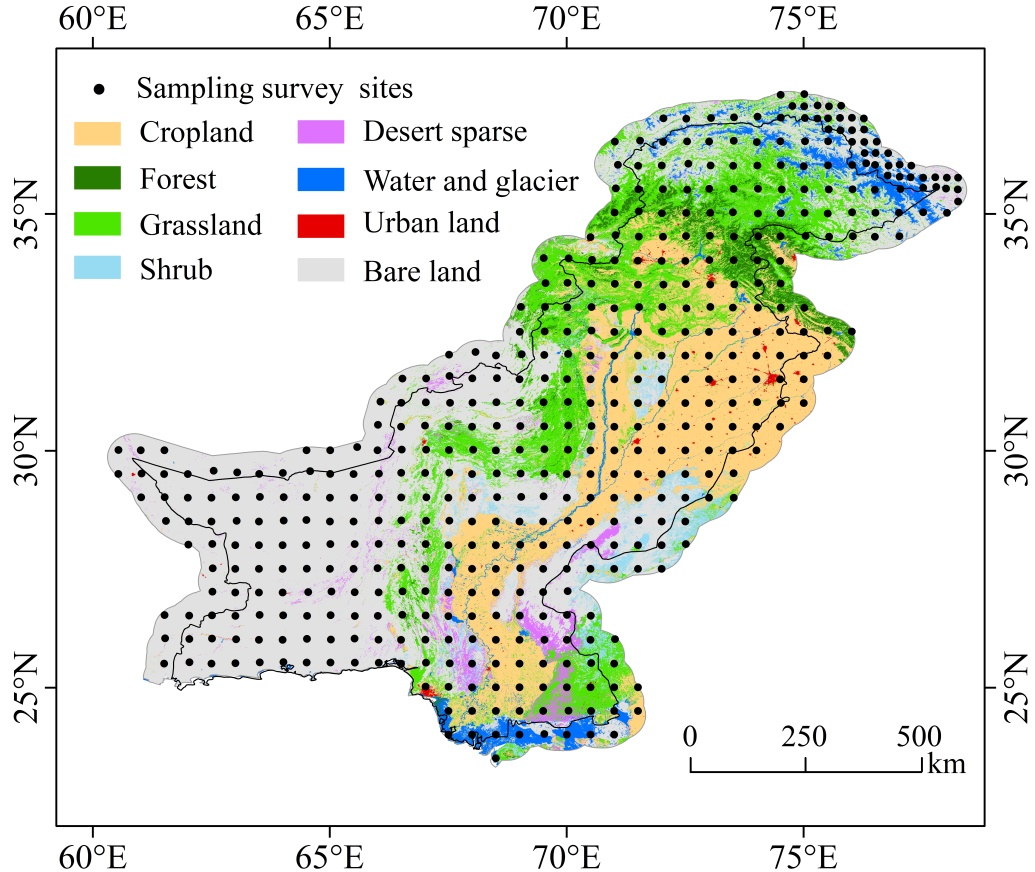 60°E 65°E 70°E 75°E
Sampling survey sites
Cropland
Desert sparse
Forest
Water and glacier
Grassland
Urban land
Shrub
Bare land
35°N 35°N
30°N 30°N
25°N 25°N
0 250 500
km
60°E 65°E 70°E 75°E